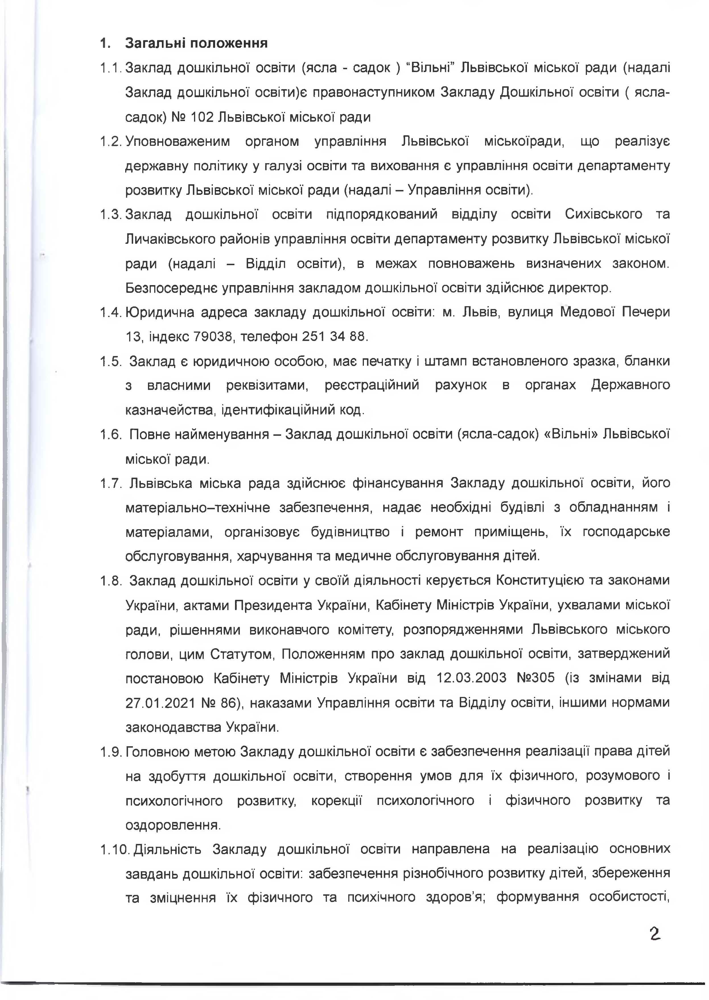 1. Загальні положення
1.1. Заклад дошкільної освіти (ясла - садок ) “Вільні” Львівської міської ради (надалі
Заклад дошкільної освіти)є правонаступником Закладу Дошкільної освіти ( ясла-
садок) № 102 Львівської міської ради
1.2. Уповноваженим органом управління Львівської міськоїради, що реалізує
державну політику у галузі освіти та виховання є управління освіти департаменту
розвитку Львівської міської ради (надалі – Управління освіти).
1.3. Заклад дошкільної освіти підпорядкований відділу освіти Сихівського та
Личаківського районів управління освіти департаменту розвитку Львівської міської
ради (надалі – Відділ освіти), в межах повноважень визначених законом.
Безпосереднє управління закладом дошкільної освіти здійснює директор.
1.4. Юридична адреса закладу дошкільної освіти: м. Львів, вулиця Медової Печери
13, індекс 79038, телефон 251 34 88.
1.5. Заклад є юридичною особою, має печатку і штамп встановленого зразка, бланки
з власними реквізитами, реєстраційний рахунок в органах Державного
казначейства, ідентифікаційний код.
1.6. Повне найменування – Заклад дошкільної освіти (ясла-садок) «Вільні» Львівської
міської ради.
1.7. Львівська міська рада здійснює фінансування Закладу дошкільної освіти, його
матеріально–технічне забезпечення, надає необхідні будівлі з обладнанням і
матеріалами, організовує будівництво і ремонт приміщень, їх господарське
обслуговування, харчування та медичне обслуговування дітей.
1.8. Заклад дошкільної освіти у своїй діяльності керується Конституцією та законами
України, актами Президента України, Кабінету Міністрів України, ухвалами міської
ради, рішеннями виконавчого комітету, розпорядженнями Львівського міського
голови, цим Статутом, Положенням про заклад дошкільної освіти, затверджений
постановою Кабінету Міністрів України від 12.03.2003 №305 (із змінами від
27.01.2021 № 86), наказами Управління освіти та Відділу освіти, іншими нормами
законодавства України.
1.9. Головною метою Закладу дошкільної освіти є забезпечення реалізації права дітей
на здобуття дошкільної освіти, створення умов для їх фізичного, розумового і
психологічного розвитку, корекції психологічного і фізичного розвитку та
оздоровлення.
1.10. Діяльність Закладу дошкільної освіти направлена на реалізацію основних
завдань дошкільної освіти: забезпечення різнобічного розвитку дітей, збереження
та зміцнення їх фізичного та психічного здоров’я; формування особистості,
2